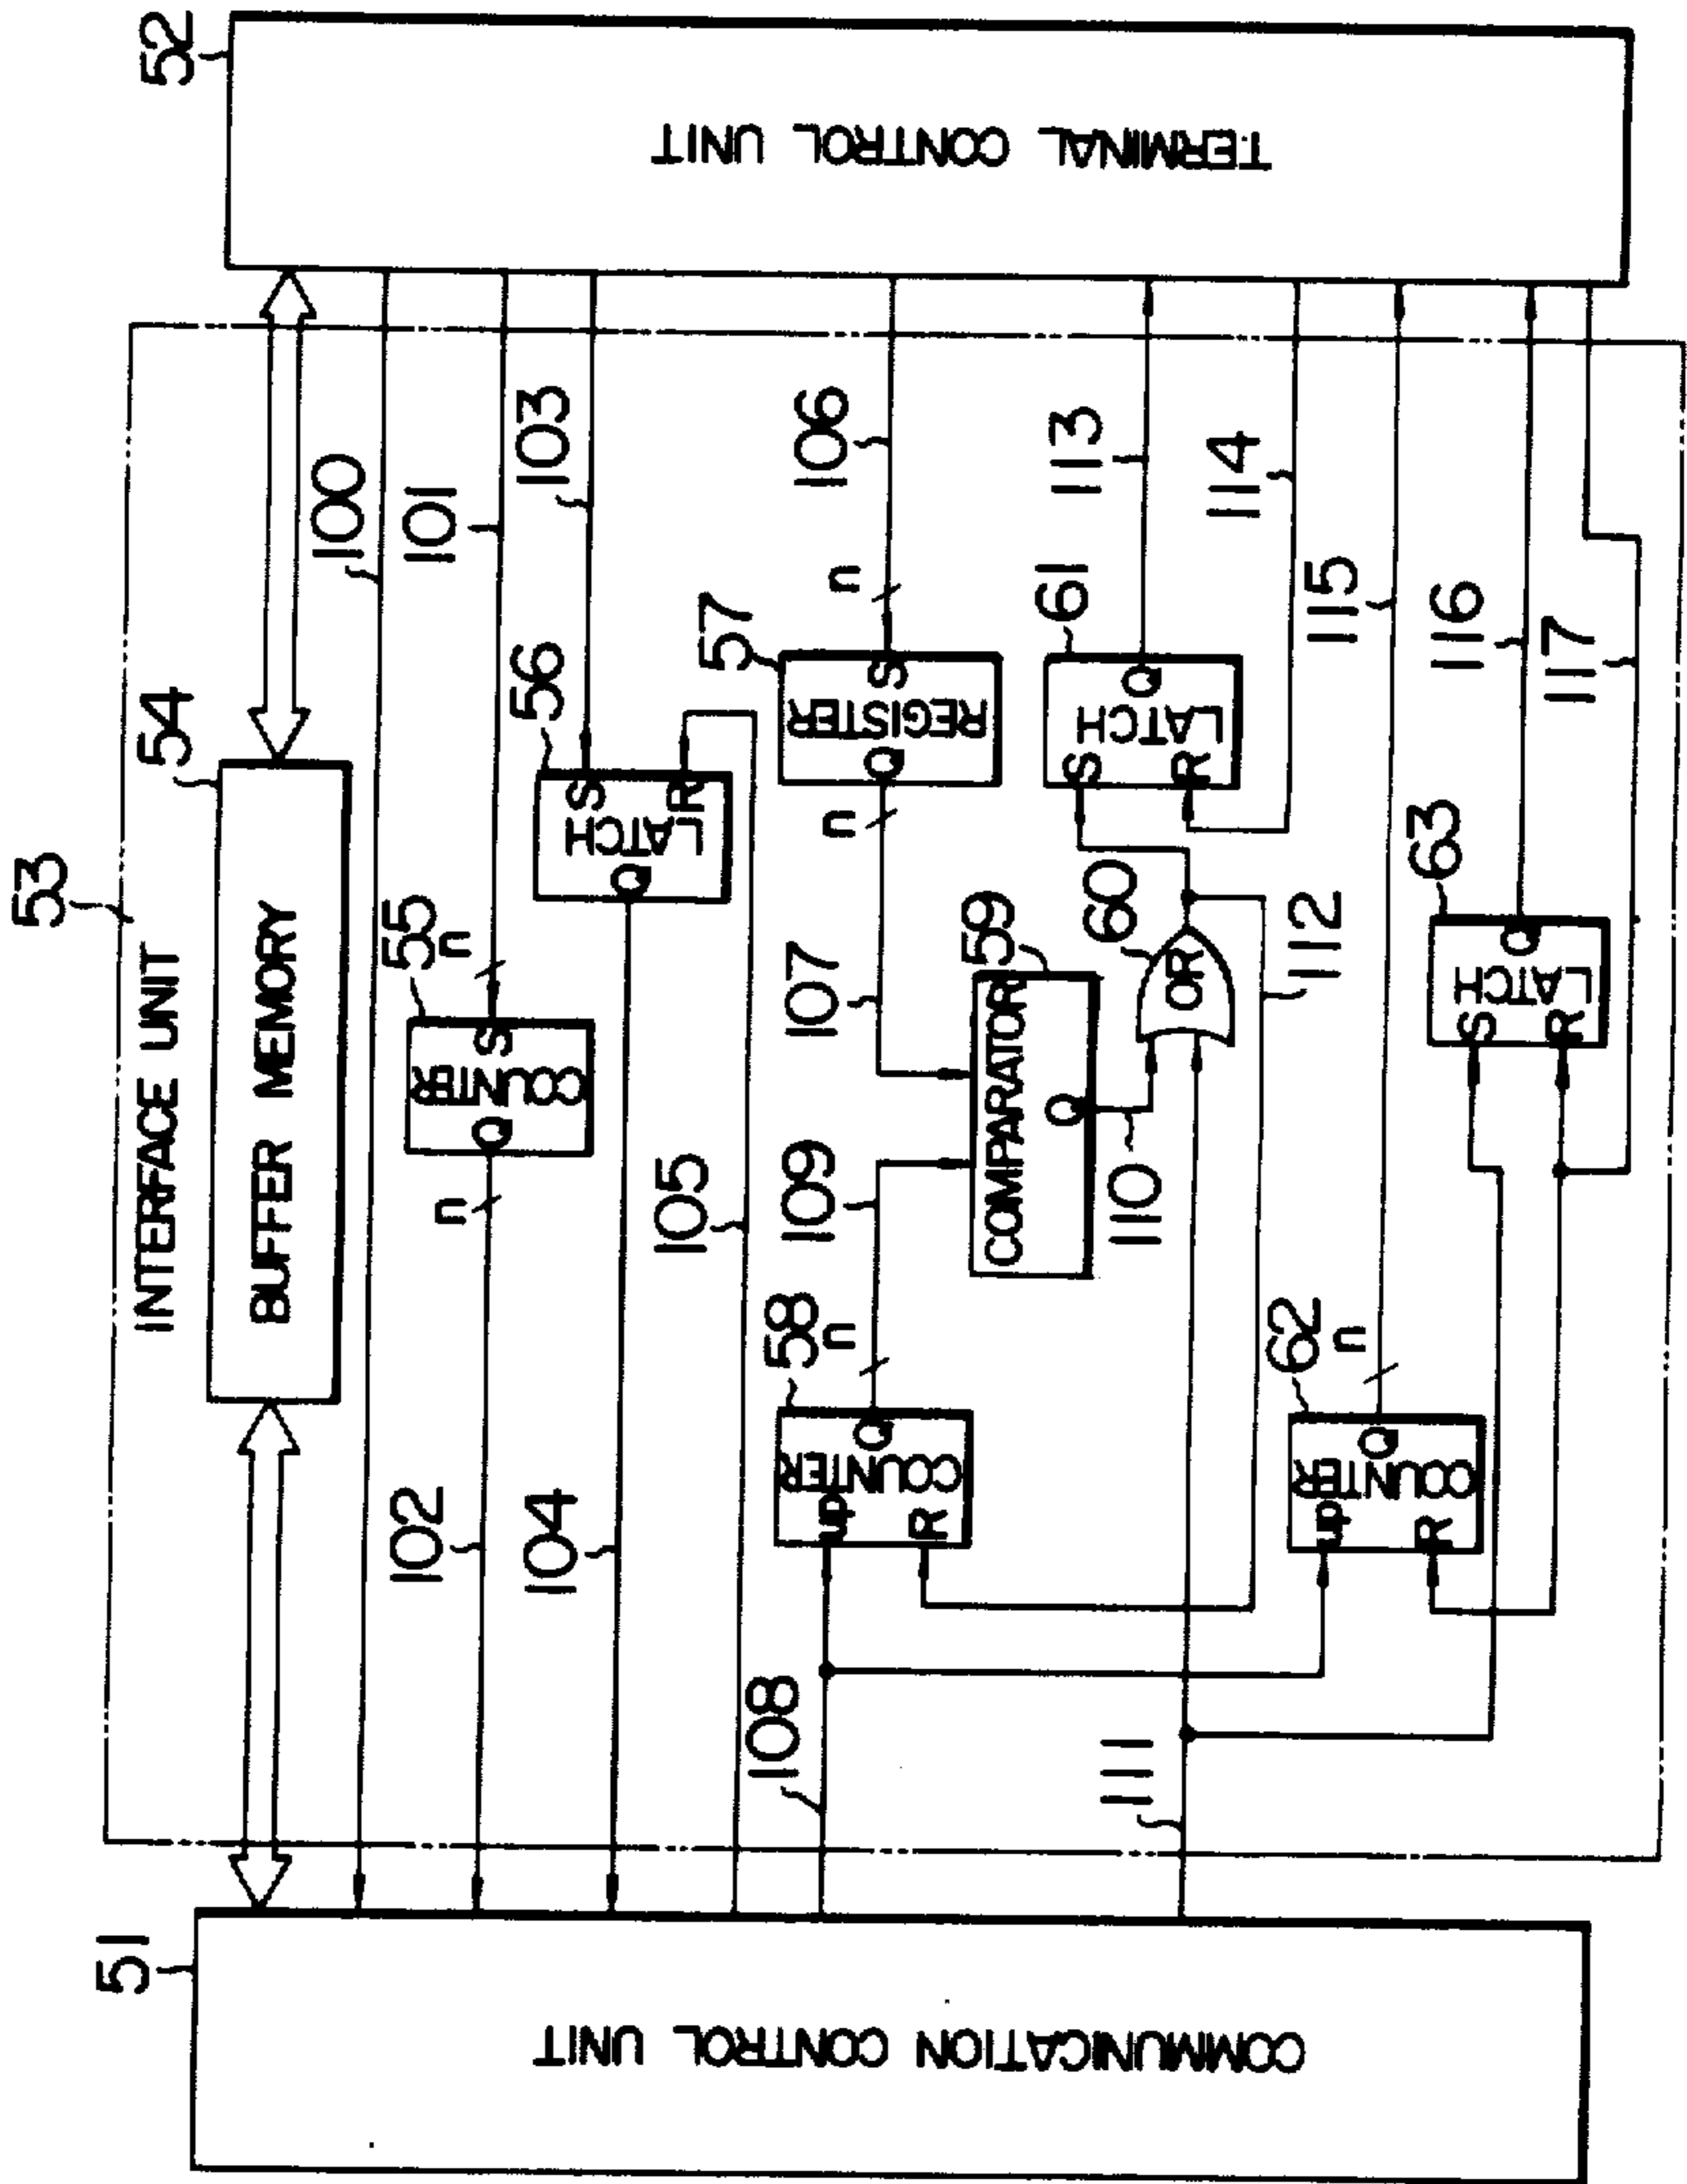 53
INTERFACE UNIT
51
COMMUNICATION CONTROL UNIT
52
TERMINAL CONTROL UNIT
54
BUFFER MEMORY
100
102
n
55
COUNTER
Q
S
n
101
104
56
LATCH
Q
S
R
103
105
108
58
COUNTER
up
Q
R
n
109
107
n
57
REGISTER
Q
S
n
106
59
COMPARATOR
Q
110
60
OR
61
LATCH
S
Q
R
113
111
112
114
62
COUNTER
up
Q
R
n
115
63
LATCH
S
Q
R
116
117